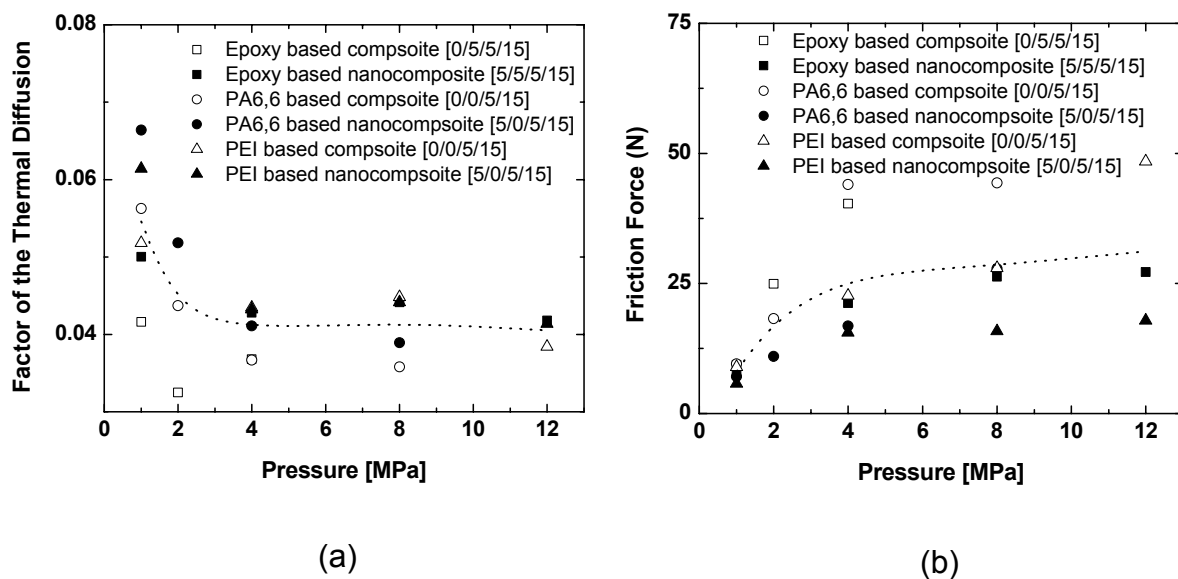 0.08
0.06
0.04
Factor of the Thermal Diffusion
Epoxy based compsoite [0/5/5/15]
Epoxy based nanocomposite [5/5/5/15]
PA6,6 based compsoite [0/0/5/15]
PA6,6 based nanocompsoite [5/0/5/15]
PEI based compsoite [0/0/5/15]
PEI based nanocompsoite [5/0/5/15]
0 2 4 6 8 10 12
Pressure [MPa]
(a)
75
50
25
0
Friction Force (N)
Epoxy based compsoite [0/5/5/15]
Epoxy based nanocomposite [5/5/5/15]
PA6,6 based compsoite [0/0/5/15]
PA6,6 based nanocompsoite [5/0/5/15]
PEI based compsoite [0/0/5/15]
PEI based nanocompsoite [5/0/5/15]
0 2 4 6 8 10 12
Pressure [MPa]
(b)